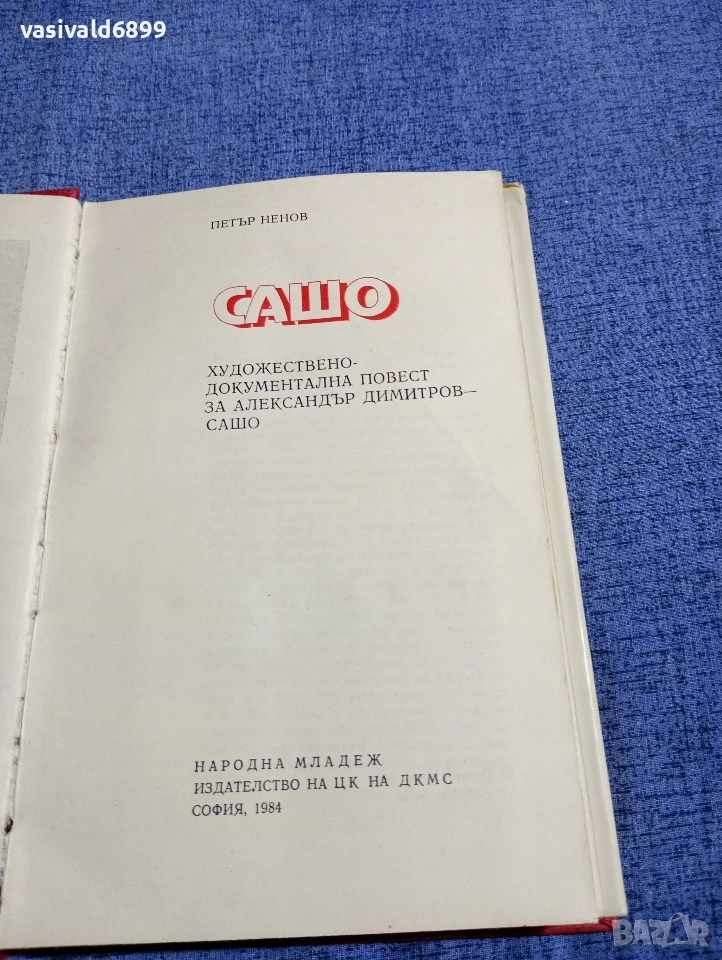 vasivald6899
ПЕТЪР НЕНОВ
САШО
ХУДОЖЕСТВЕНО-
ДОКУМЕНТАЛНА ПОВЕСТ
ЗА АЛЕКСАНДЪР ДИМИТРОВ—
САШО
НАРОДНА МЛАДЕЖ
ИЗДАТЕЛСТВО НА ЦК НА ДКМС
СОФИЯ, 1984
BAZAR